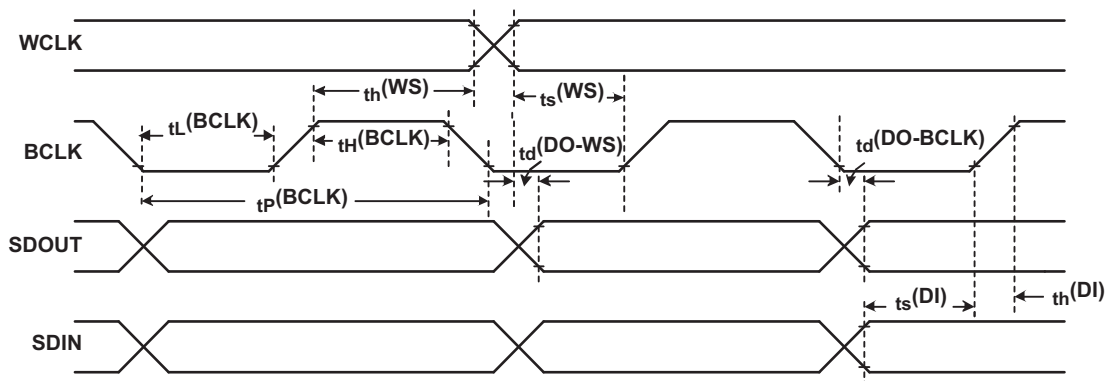 WCLK
th(WS)
ts(WS)
tL(BCLK)
BCLK
tH(BCLK)
td(DO-WS)
td(DO-BCLK)
tP(BCLK)
SDOUT
ts(DI)
th(DI)
SDIN